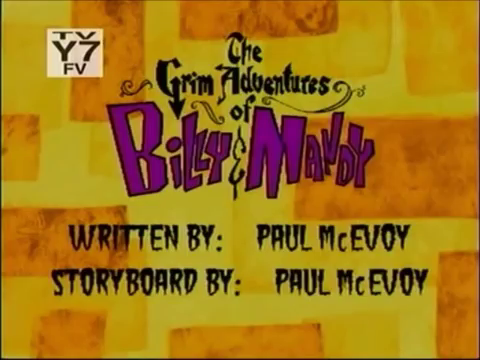 TV
Y7
FV
The
Grim Adventures
of
Billy & Mandy
WRITTEN BY: PAUL McEVOY
STORYBOARD BY: PAUL McEVOY